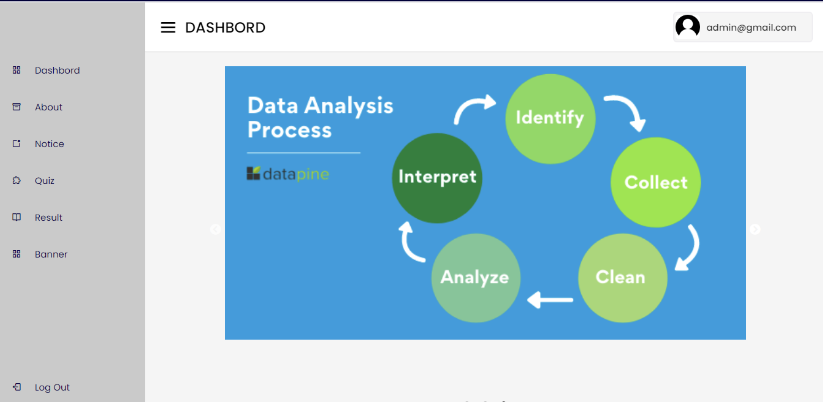 DASHBORD
admin@gmail.com
Dashbord
About
Notice
Quiz
Result
Banner
Log Out
Data Analysis
Process
datapine
Identify
Collect
Clean
Analyze
Interpret